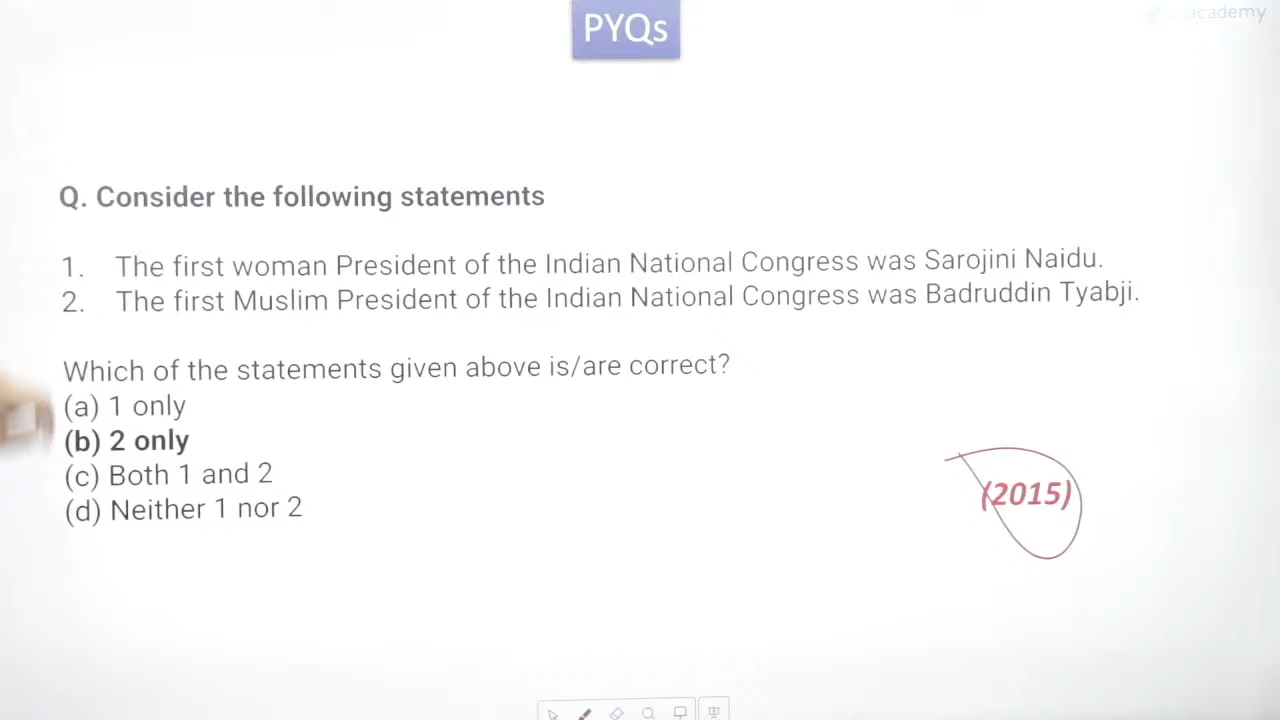 PYQs
academy
Q. Consider the following statements
1. The first woman President of the Indian National Congress was Sarojini Naidu.
2. The first Muslim President of the Indian National Congress was Badruddin Tyabji.
Which of the statements given above is/are correct?
(a) 1 only
(b) 2 only
(c) Both 1 and 2
(d) Neither 1 nor 2
(2015)